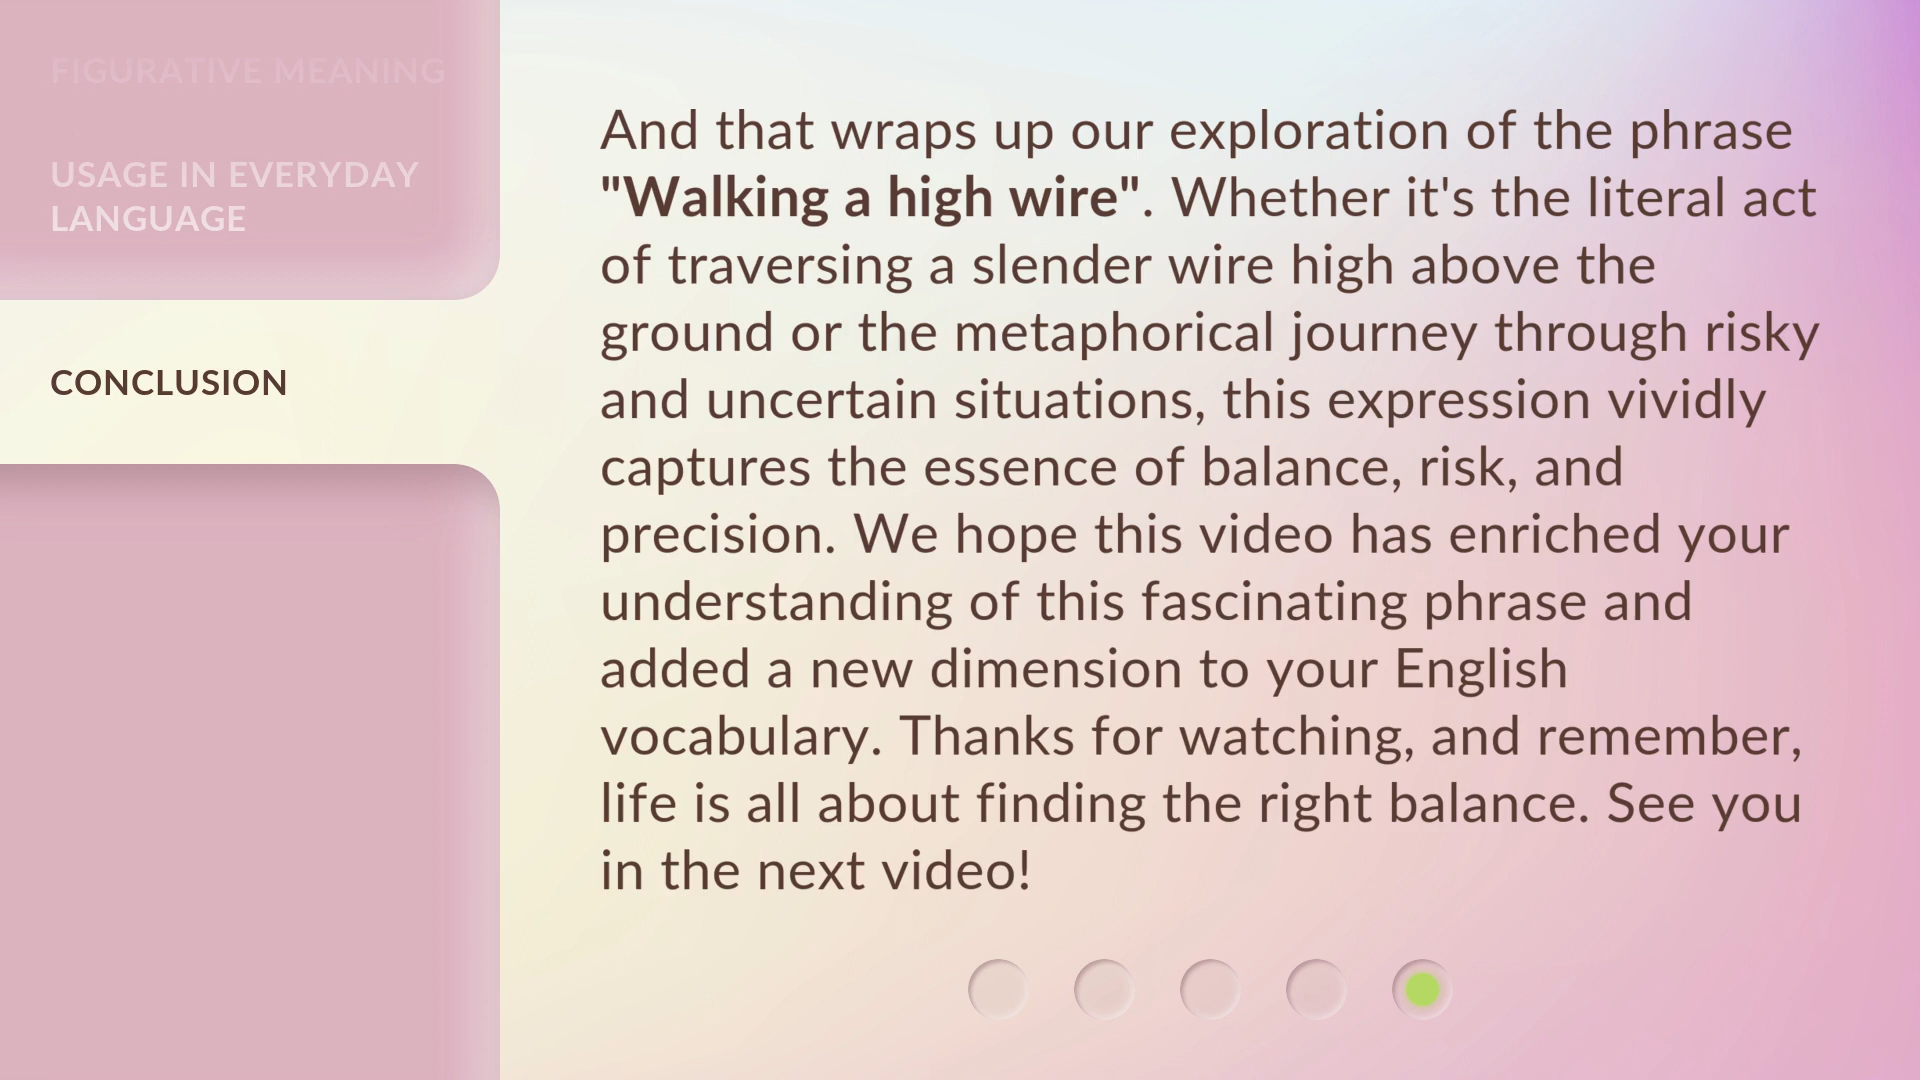 FIGURATIVE MEANING
USAGE IN EVERYDAY
LANGUAGE
CONCLUSION
And that wraps up our exploration of the phrase
"Walking a high wire". Whether it's the literal act
of traversing a slender wire high above the
ground or the metaphorical journey through risky
and uncertain situations, this expression vividly
captures the essence of balance, risk, and
precision. We hope this video has enriched your
understanding of this fascinating phrase and
added a new dimension to your English
vocabulary. Thanks for watching, and remember,
life is all about finding the right balance. See you
in the next video!